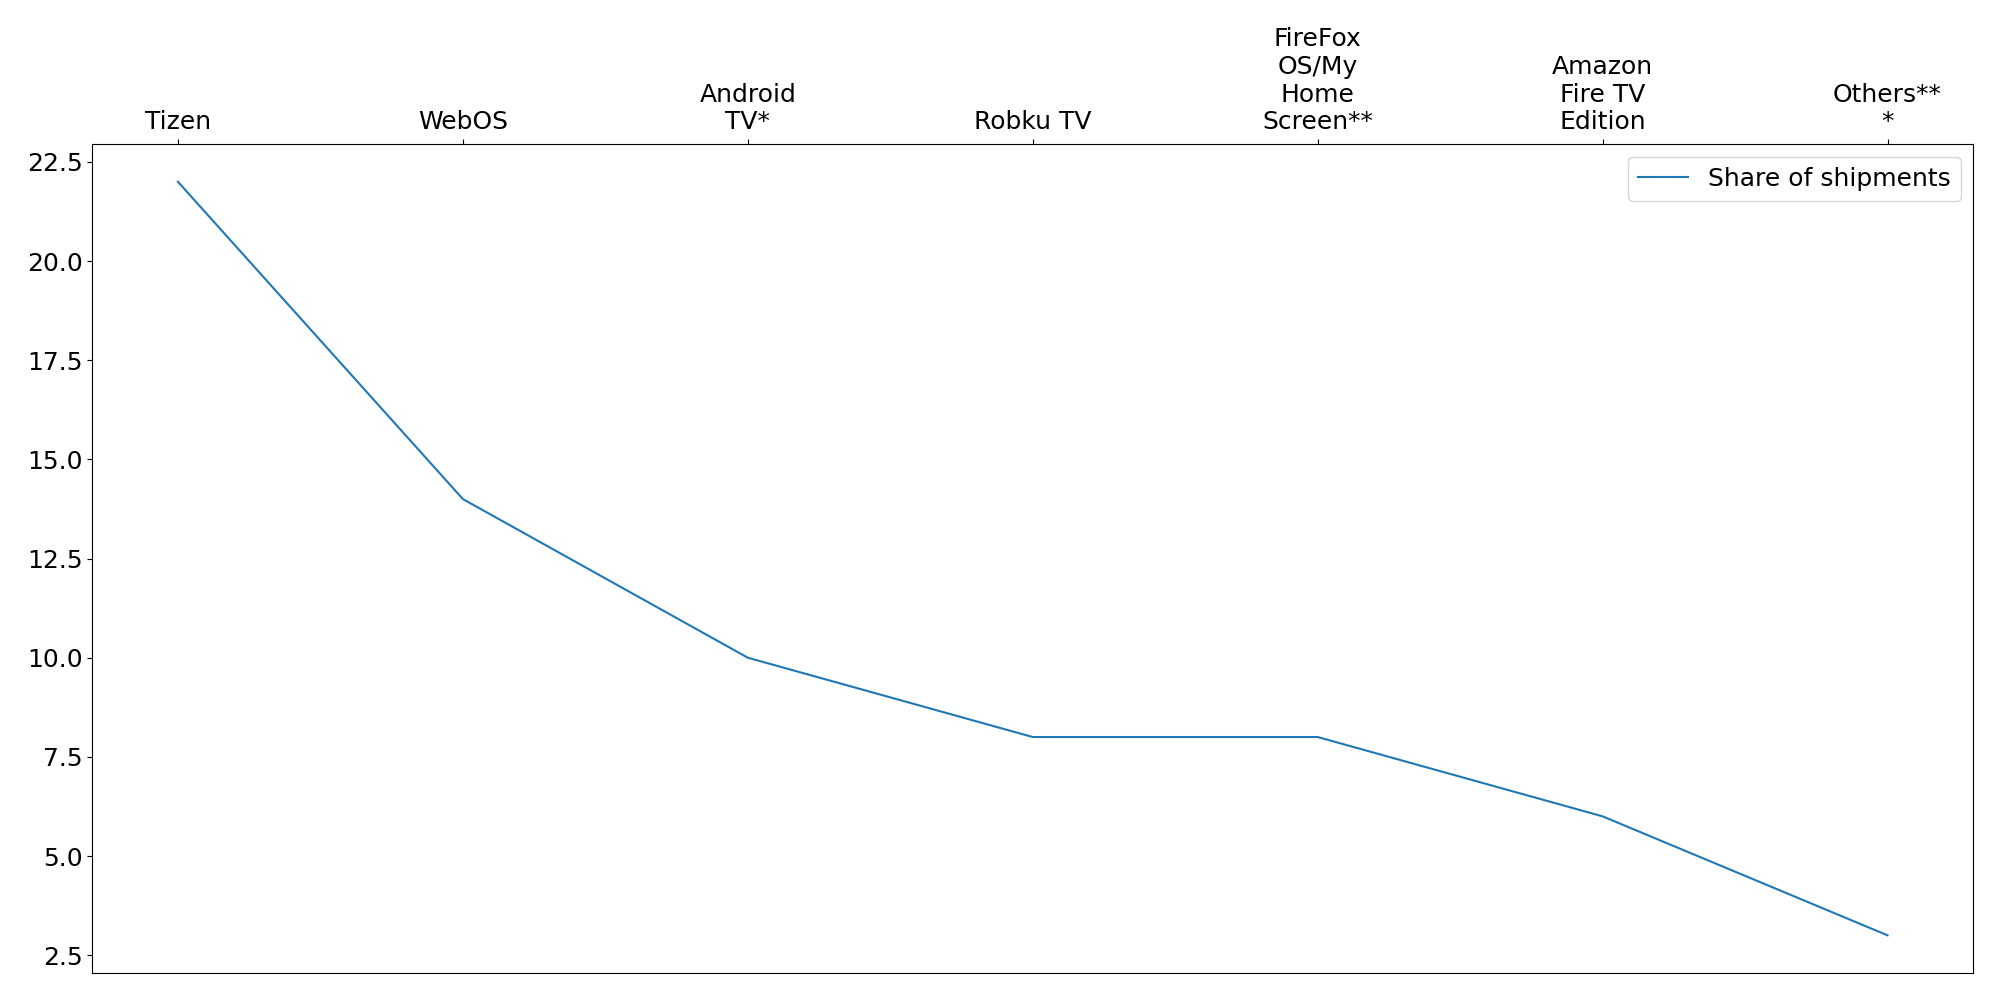 Tizen
WebOS
Android
TV*
Robku TV
FireFox
OS/My
Home
Screen**
Amazon
Fire TV
Edition
Others**
*
22.5
20.0
17.5
15.0
12.5
10.0
7.5
5.0
2.5
Share of shipments